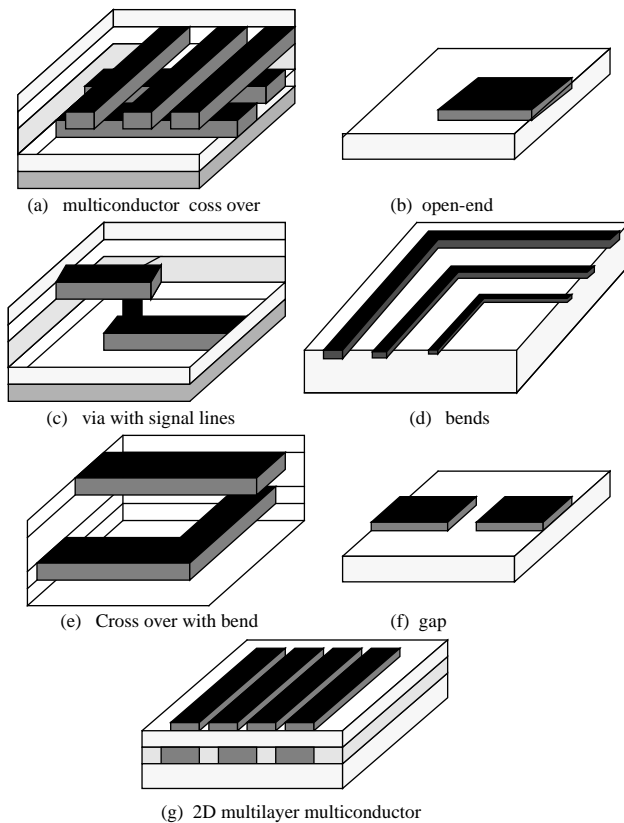 (a) multiconductor coss over
(b) open-end
(c) via with signal lines
(d) bends
(e) Cross over with bend
(f) gap
(g) 2D multilayer multiconductor